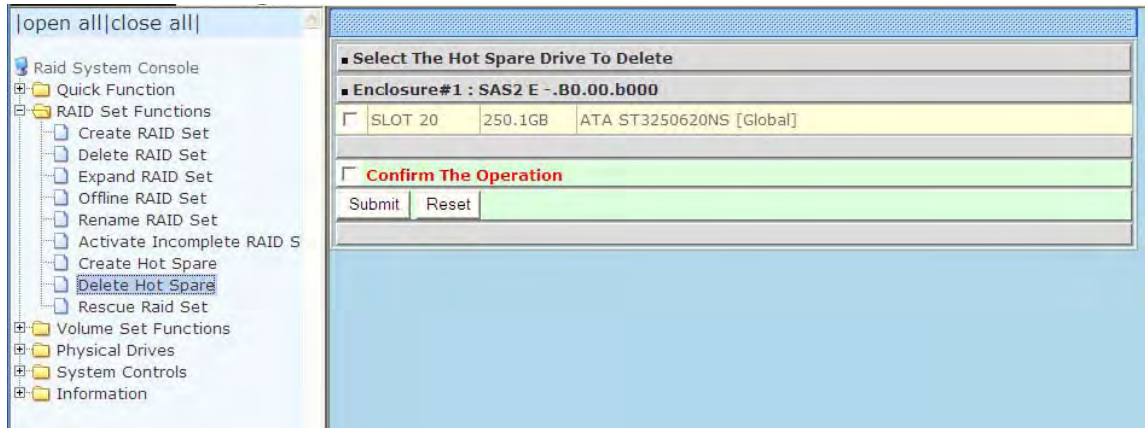 |open all|close all|
Raid System Console
Quick Function
RAID Set Functions
Create RAID Set
Delete RAID Set
Expand RAID Set
Offline RAID Set
Rename RAID Set
Activate Incomplete RAID S
Create Hot Spare
Delete Hot Spare
Rescue Raid Set
Volume Set Functions
Physical Drives
System Controls
Information
Select The Hot Spare Drive To Delete
Enclosure#1 : SAS2 E -.B0.00.b000
SLOT 20 250.1GB ATA ST3250620NS [Global]
Confirm The Operation
Submit Reset